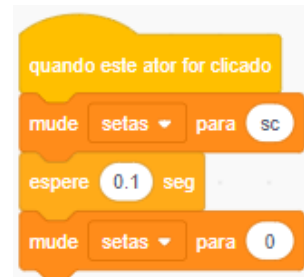 quando este ator for clicado
mude setas para sc
espere 0.1 seg
mude setas para 0